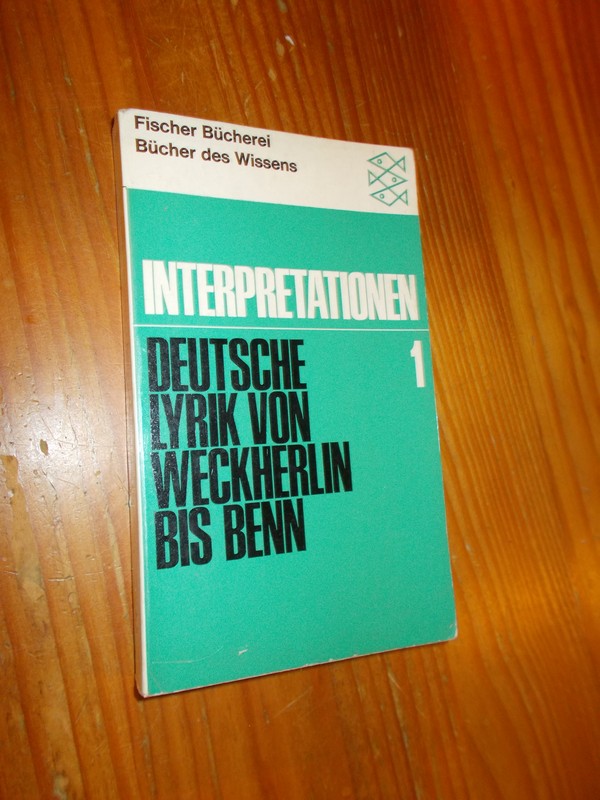 Fischer Bücherei
Bücher des Wissens
INTERPRETATIONEN
1
DEUTSCHE
LYRIK VON
WECKHERLIN
BIS BENN